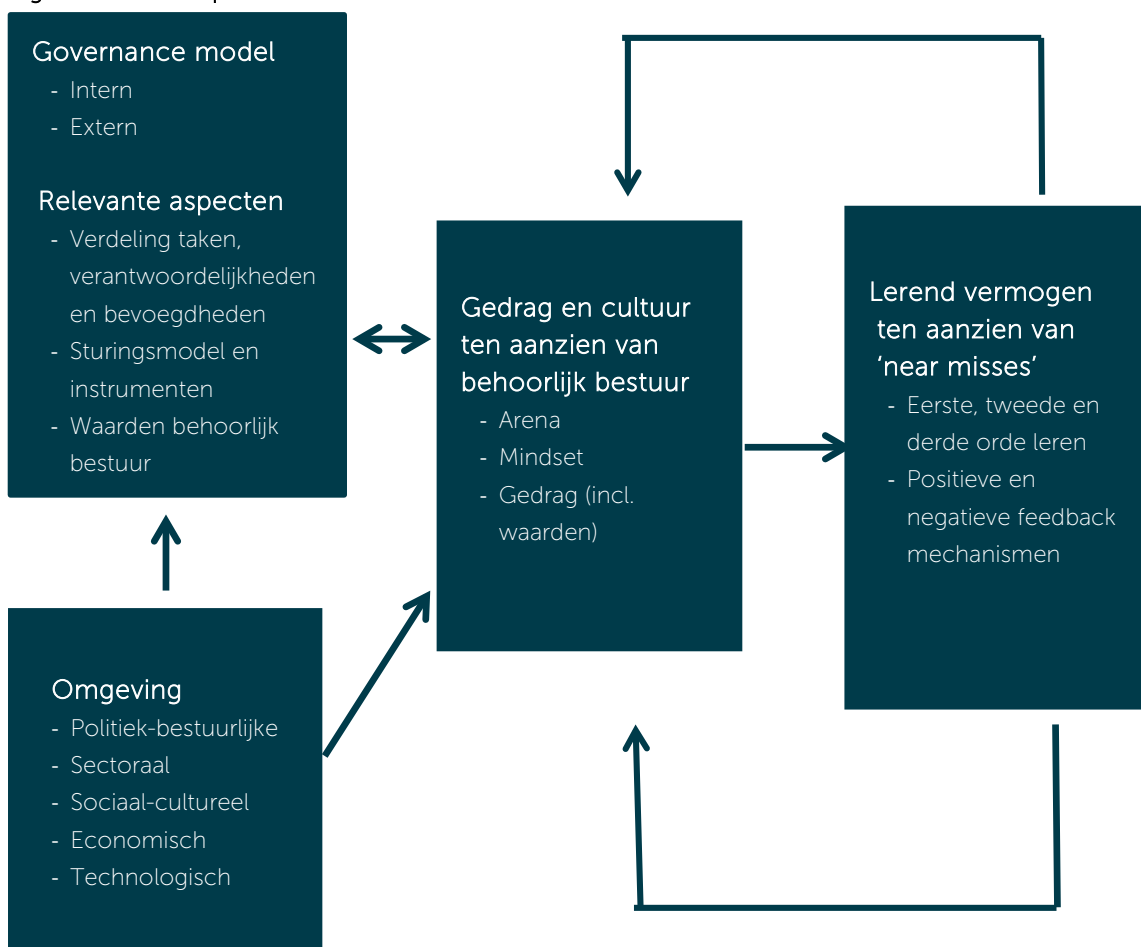 Governance model
- Intern
- Extern
Relevante aspecten
- Verdeling taken,
verantwoordelijkheden
en bevoegdheden
- Sturingsmodel en
instrumenten
- Waarden behoorlijk
bestuur
Omgeving
- Politiek-bestuurlijke
- Sectoraal
- Sociaal-cultureel
- Economisch
- Technologisch
Gedrag en cultuur
ten aanzien van
behoorlijk bestuur
- Arena
- Mindset
- Gedrag (incl.
waarden)
Lerend vermogen
ten aanzien van
‘near misses’
- Eerste, tweede en
derde orde leren
- Positieve en
negatieve feedback
mechanismen